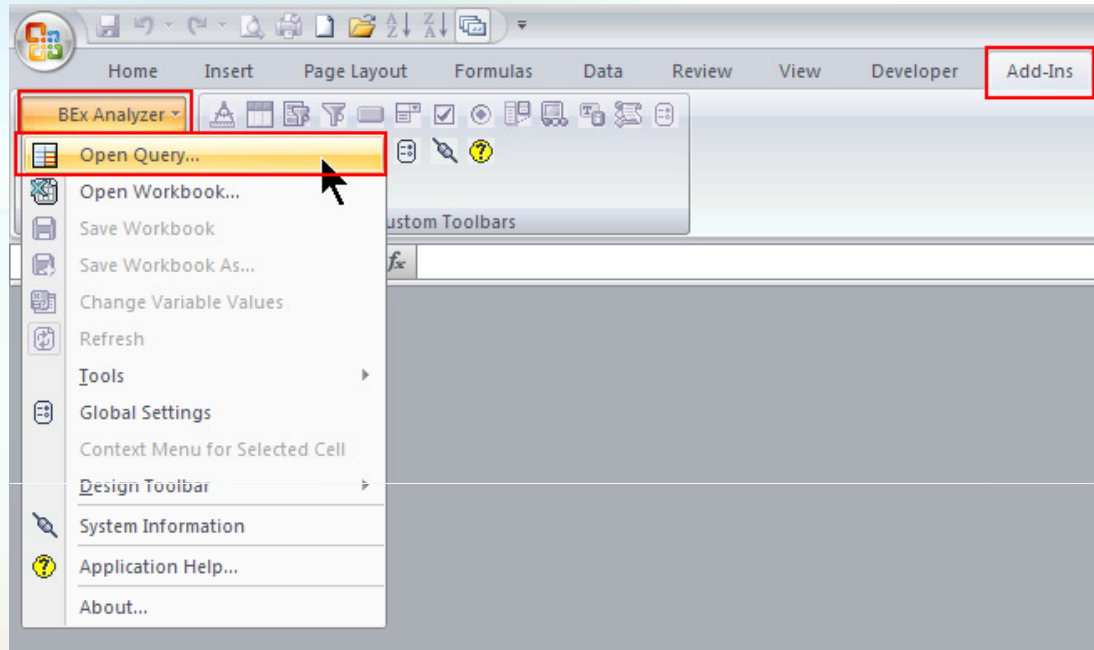 Home Insert Page Layout Formulas Data Review View Developer Add-Ins
BEx Analyzer
Open Query...
Open Workbook...
Save Workbook
ustom Toolbars
Save Workbook As...
fx
Change Variable Values
Refresh
Tools
Global Settings
Context Menu for Selected Cell
Design Toolbar
System Information
Application Help...
About...